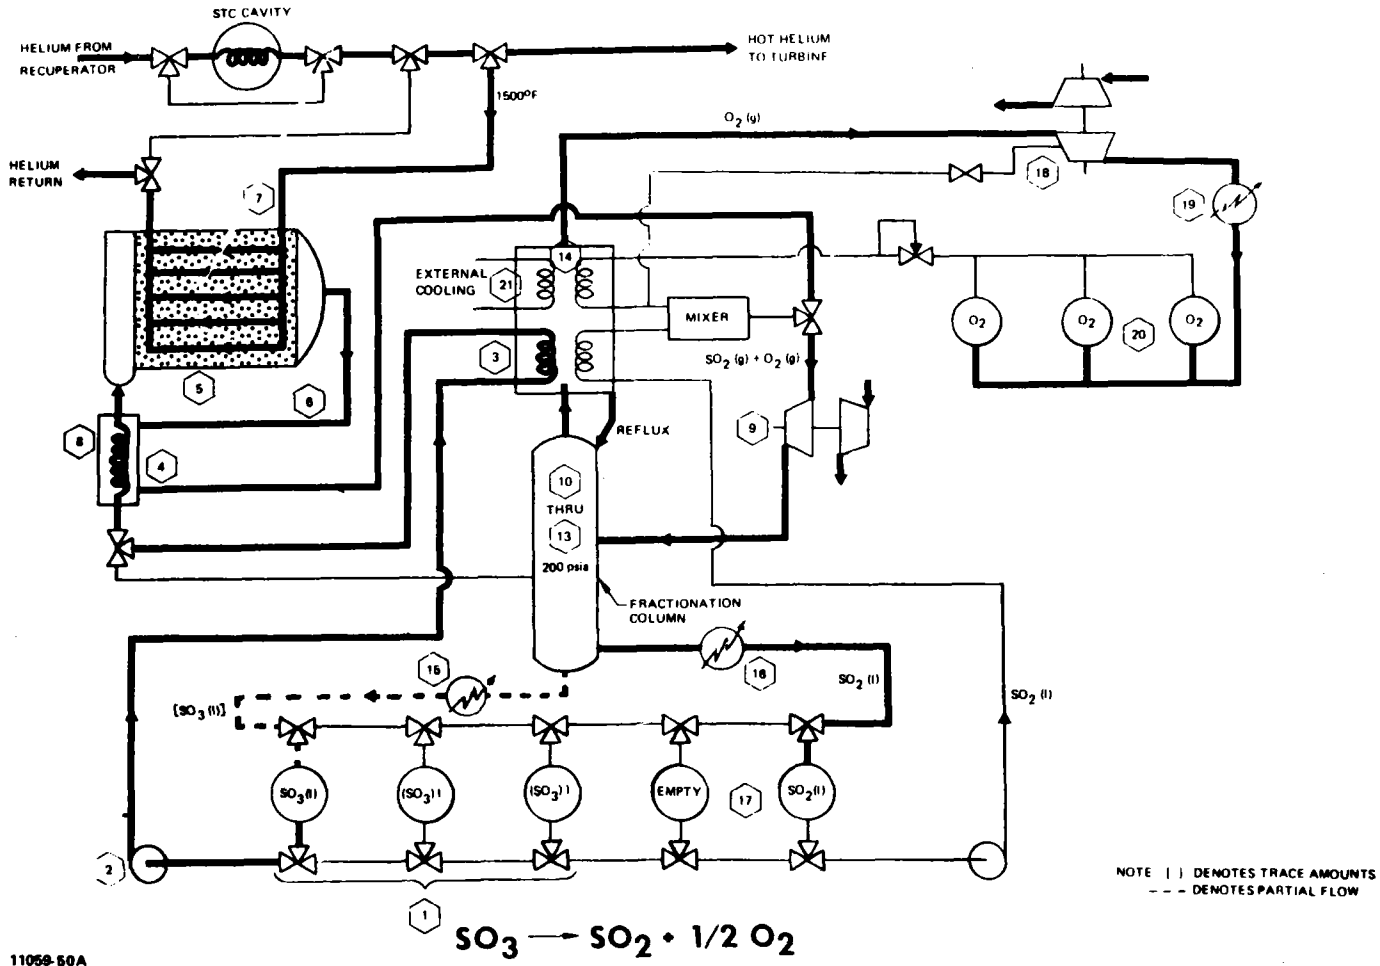 STC CAVITY
HELIUM FROM
RECUPERATOR
HOT HELIUM
TO TURBINE
1500°F
O2 (g)
HELIUM
RETURN
7
18
19
14
EXTERNAL
COOLING
21
MIXER
O2
O2
O2
20
3
SO2 (g) + O2 (g)
5
6
8
4
REFLUX
9
10
THRU
13
200 psia
FRACTIONATION
COLUMN
15
16
[SO3 (l)]
SO2 (l)
SO2 (l)
SO3(l)
(SO3) l
(SO3) l
EMPTY
17
SO2(l)
2
1
NOTE [ ] DENOTES TRACE AMOUNTS
--- DENOTES PARTIAL FLOW
SO3 → SO2 + 1/2 O2
11059-50A